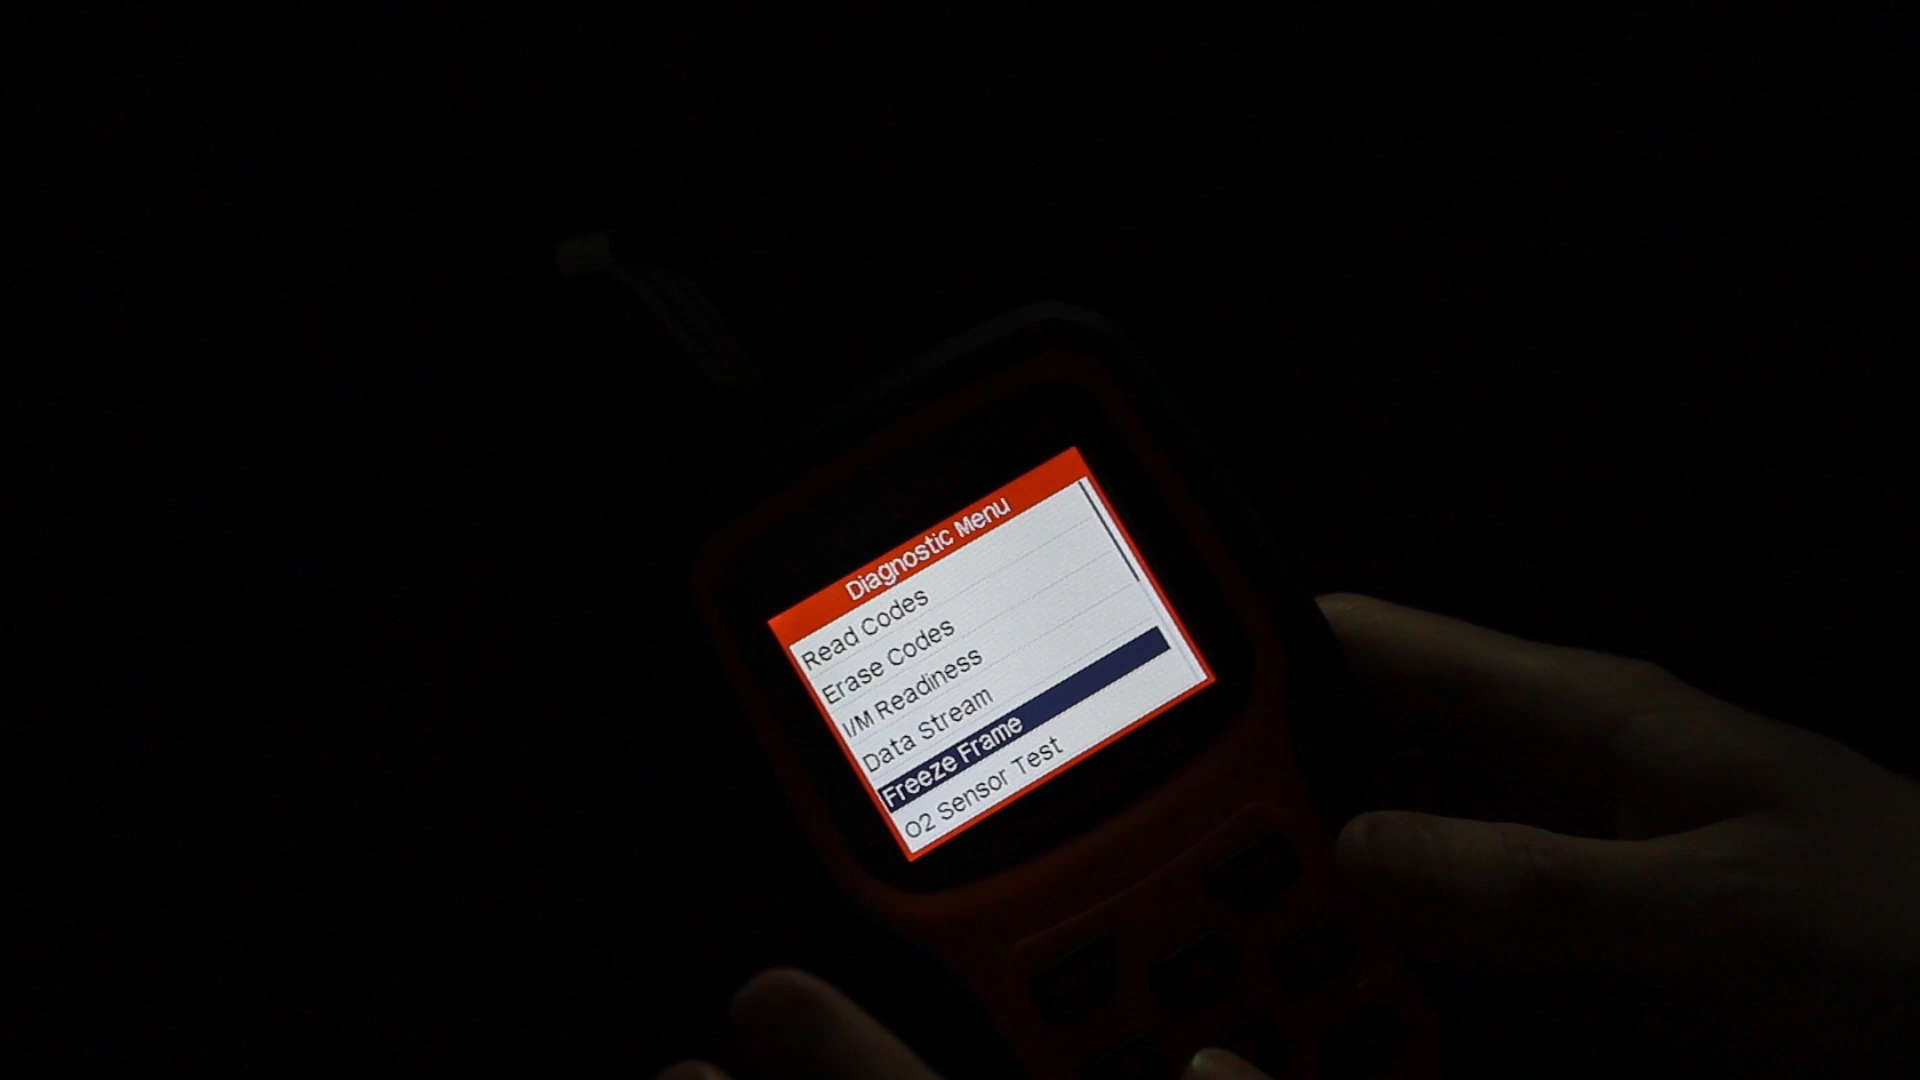 Diagnostic Menu
Read Codes
Erase Codes
I/M Readiness
Data Stream
Freeze Frame
O2 Sensor Test